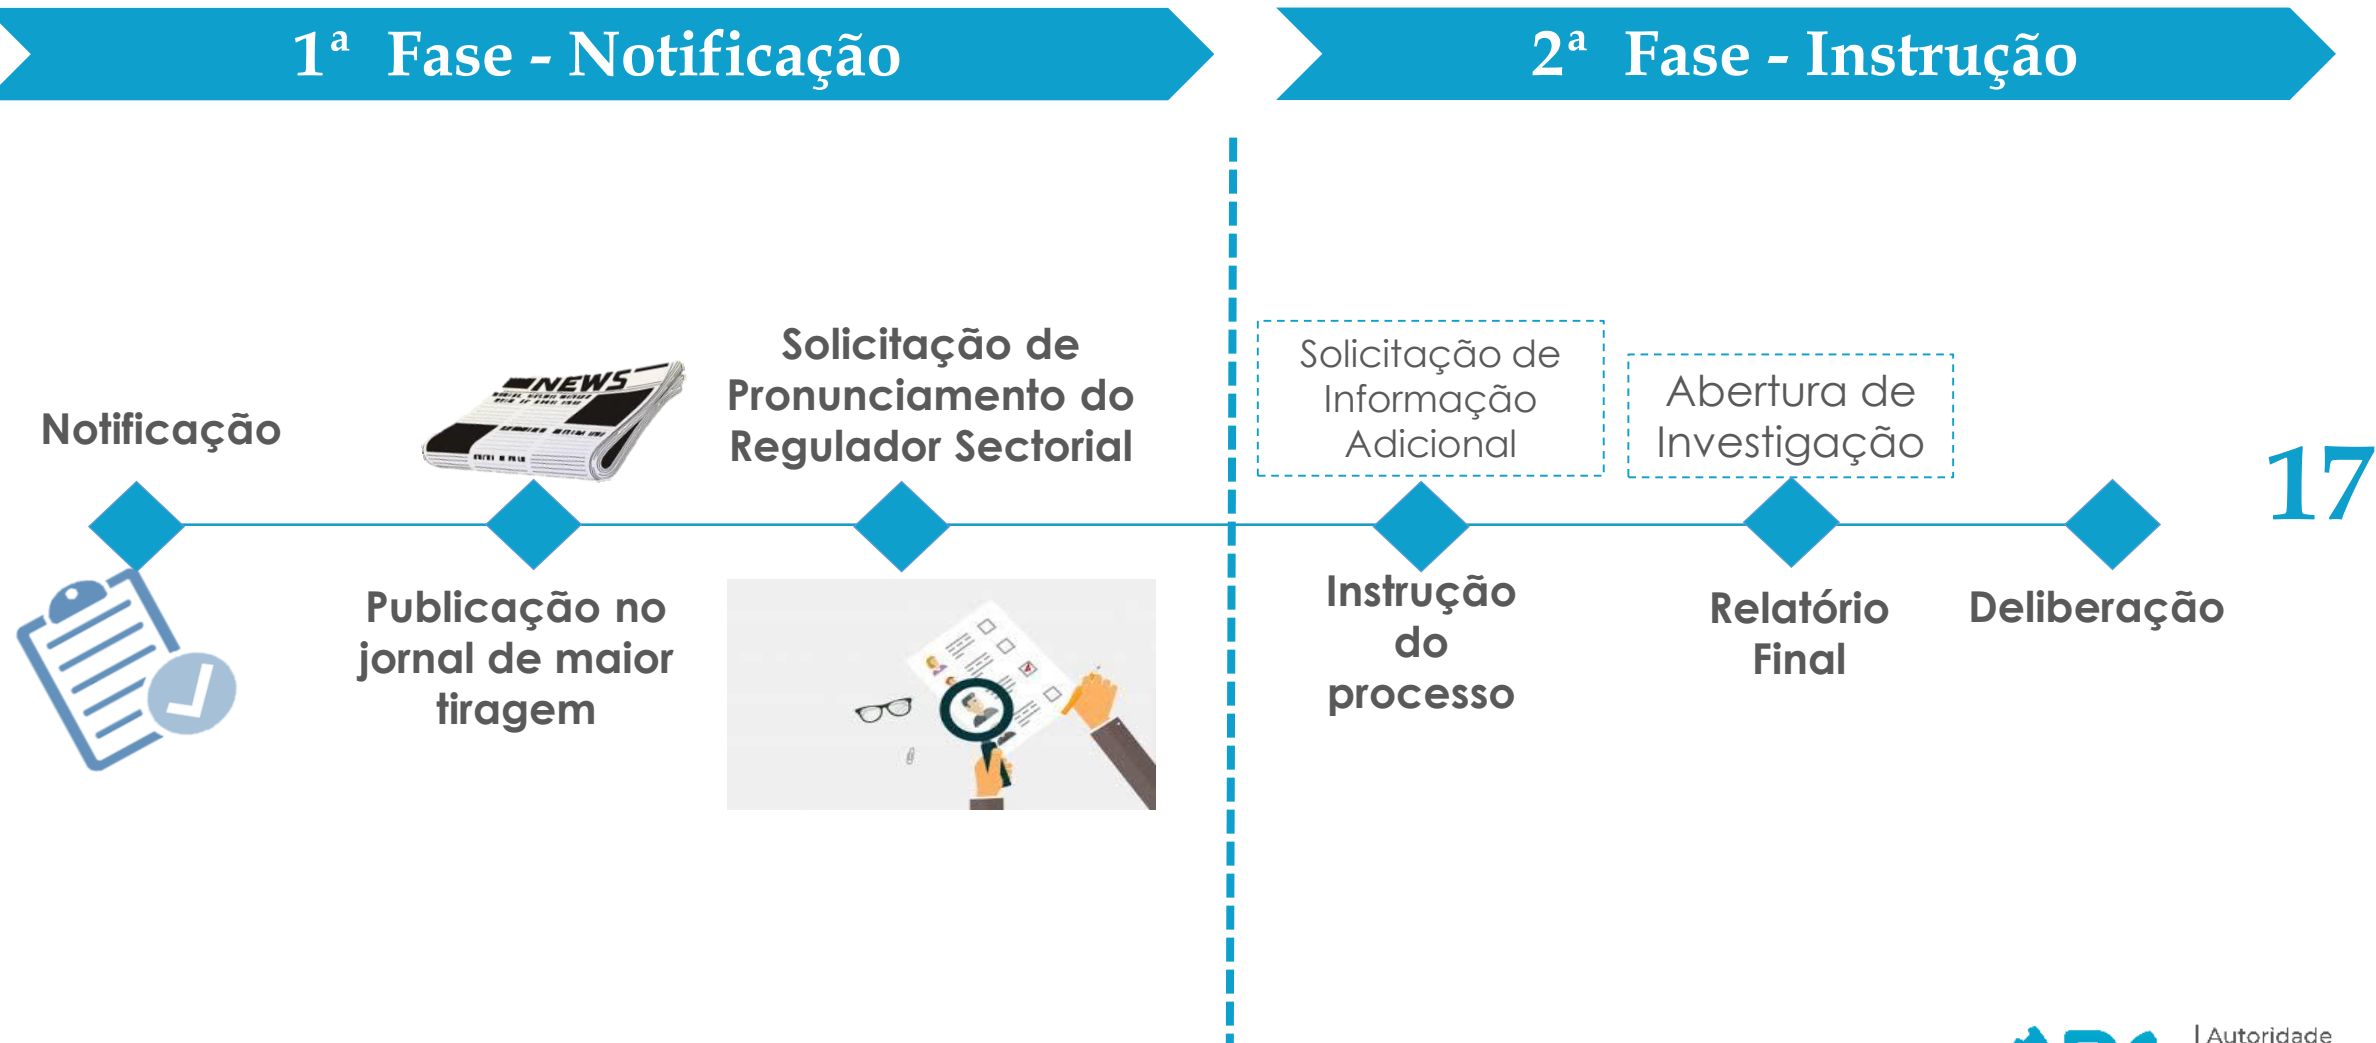 1ª Fase - Notificação
2ª Fase - Instrução
Notificação
NEWS
Publicação no
jornal de maior
tiragem
Solicitação de
Pronunciamento do
Regulador Sectorial
Solicitação de
Informação
Adicional
Instrução
do
processo
Abertura de
Investigação
Relatório
Final
Deliberação
17
Autoridade